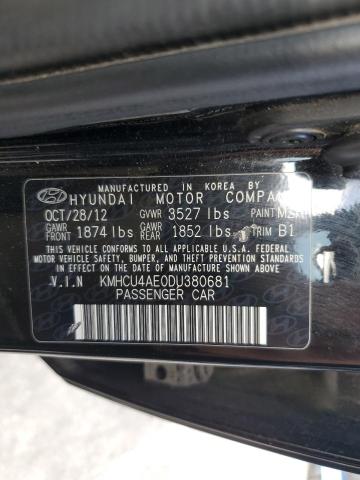 MANUFACTURED IN KOREA BY
HYUNDAI MOTOR COMPA
OCT/28/12 GVWR 3527 lbs PAINT
GAWR 1874 lbs GAWR 1852 lbs TRIM B1
THIS VEHICLE CONFORMS TO ALL APPLICABLE U.S.A. FEDERAL
MOTOR VEHICLE SAFETY, BUMPER, AND THEFT PREVENTION
STANDARDS IN EFFECT ON THE DATE OF MANUFACTURE SHOWN ABOVE.
V.I.N KMHCU4AE0DU380681
PASSENGER CAR